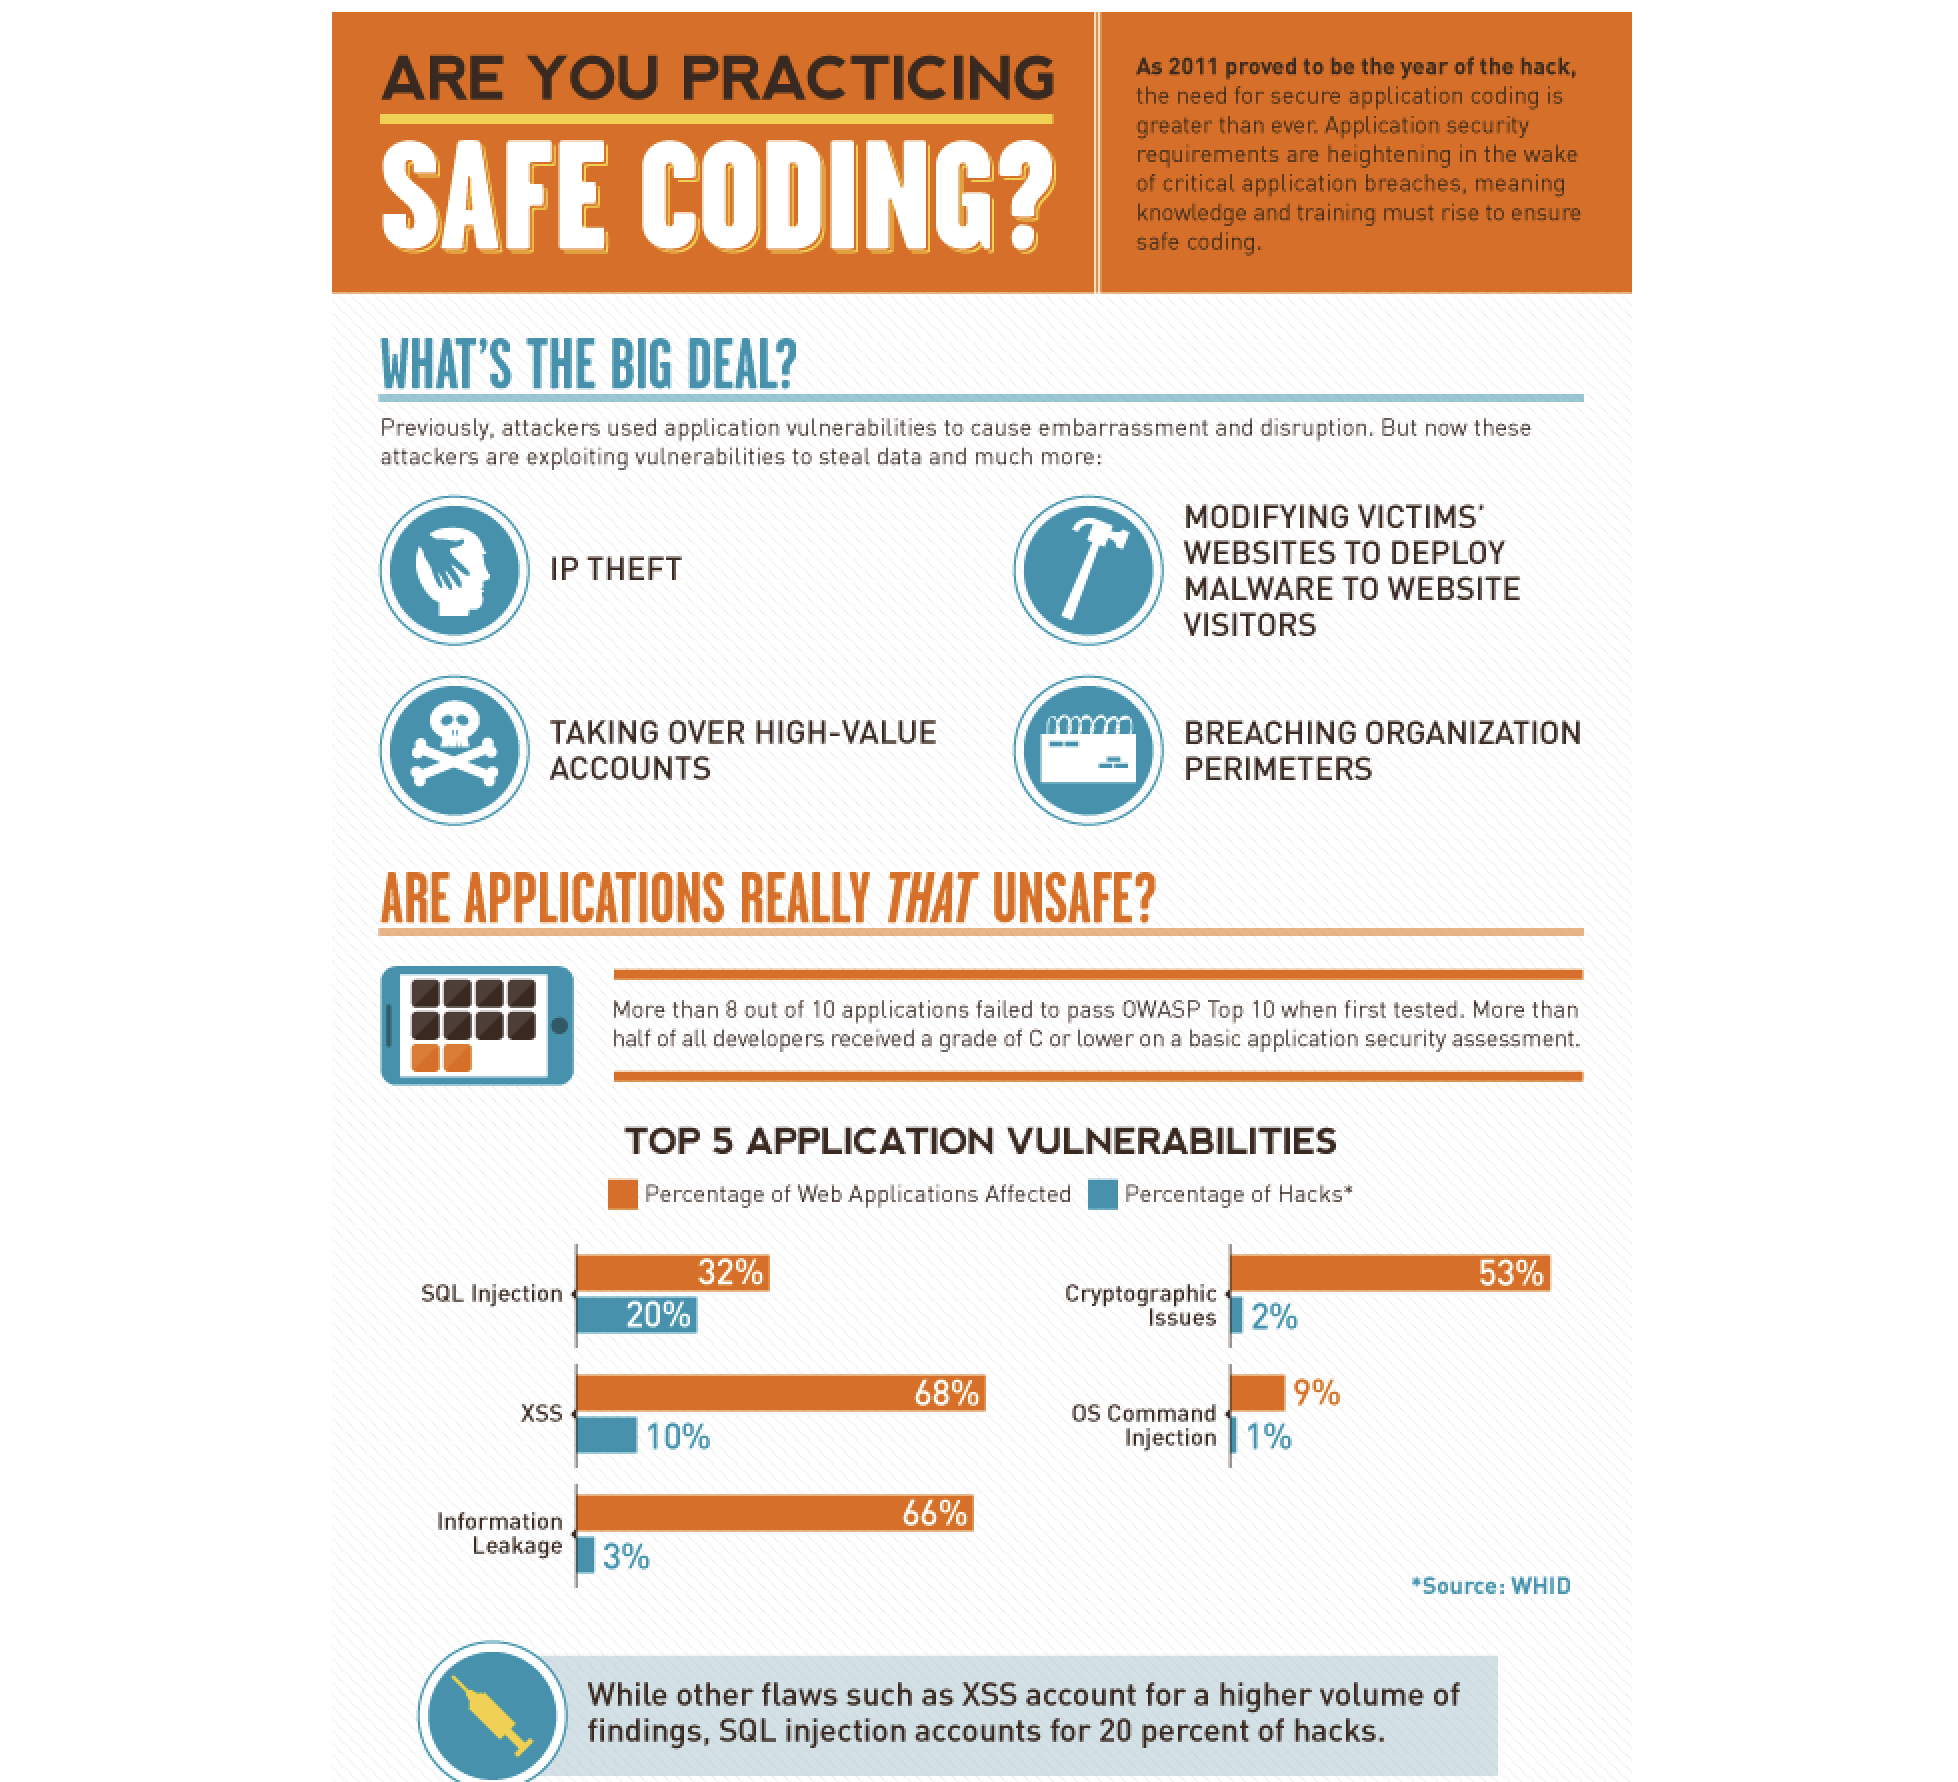 ARE YOU PRACTICING
SAFE CODING?
As 2011 proved to be the year of the hack,
the need for secure application coding is
greater than ever. Application security
requirements are heightening in the wake
of critical application breaches, meaning
knowledge and training must rise to ensure
safe coding.
WHAT'S THE BIG DEAL?
Previously, attackers used application vulnerabilities to cause embarrassment and disruption. But now these
attackers are exploiting vulnerabilities to steal data and much more:
IP THEFT
MODIFYING VICTIMS'
WEBSITES TO DEPLOY
MALWARE TO WEBSITE
VISITORS
TAKING OVER HIGH-VALUE
ACCOUNTS
BREACHING ORGANIZATION
PERIMETERS
ARE APPLICATIONS REALLY THAT UNSAFE?
More than 8 out of 10 applications failed to pass OWASP Top 10 when first tested. More than
half of all developers received a grade of C or lower on a basic application security assessment.
TOP 5 APPLICATION VULNERABILITIES
Percentage of Web Applications Affected
Percentage of Hacks*
SQL Injection
32%
20%
XSS
68%
10%
Information
Leakage
66%
3%
Cryptographic
Issues
53%
2%
OS Command
Injection
9%
1%
*Source: WHID
While other flaws such as XSS account for a higher volume of
findings, SQL injection accounts for 20 percent of hacks.